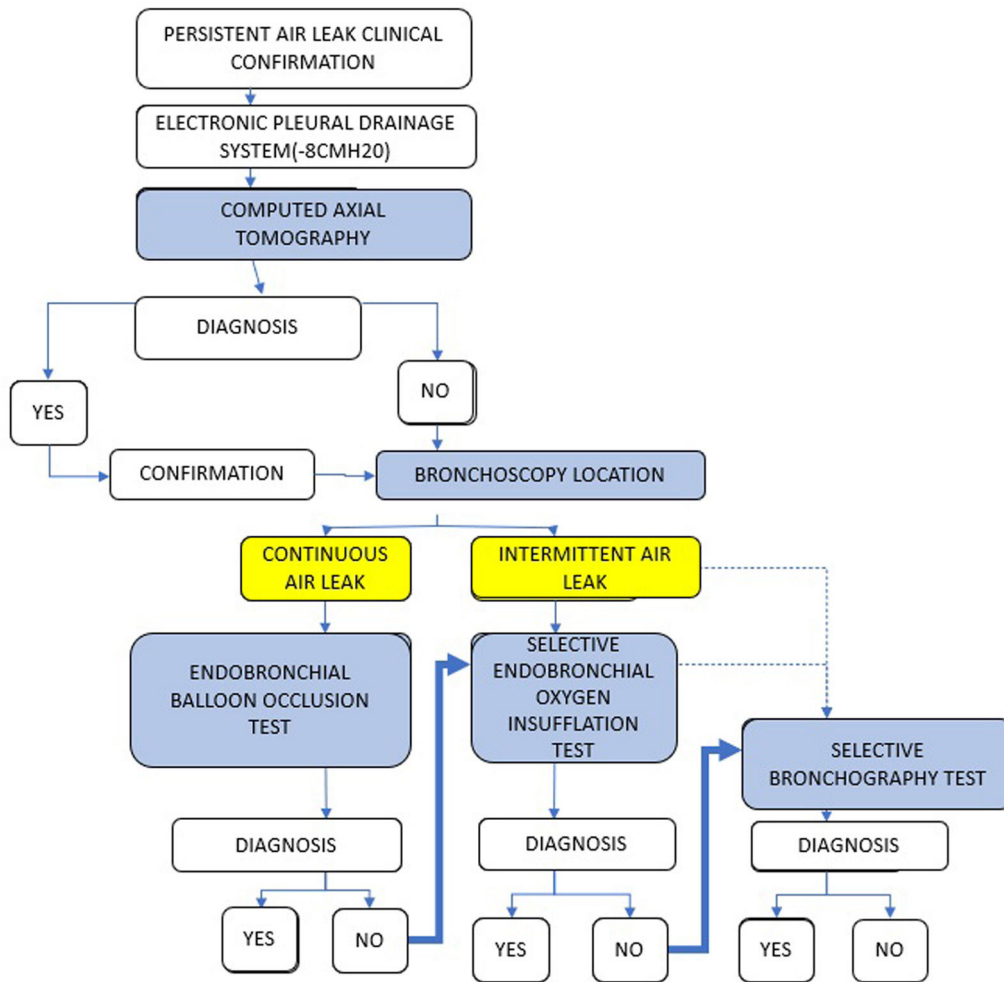 PERSISTENT AIR LEAK CLINICAL
CONFIRMATION
ELECTRONIC PLEURAL DRAINAGE
SYSTEM(-8CMH20)
COMPUTED AXIAL
TOMOGRAPHY
DIAGNOSIS
YES
NO
CONFIRMATION
BRONCHOSCOPY LOCATION
CONTINUOUS
AIR LEAK
INTERMITTENT AIR
LEAK
ENDOBRONCHIAL
BALLOON OCCLUSION
TEST
SELECTIVE
ENDOBRONCHIAL
OXYGEN
INSUFFLATION
TEST
SELECTIVE
BRONCHOGRAPHY TEST
DIAGNOSIS
DIAGNOSIS
DIAGNOSIS
YES
NO
YES
NO
YES
NO